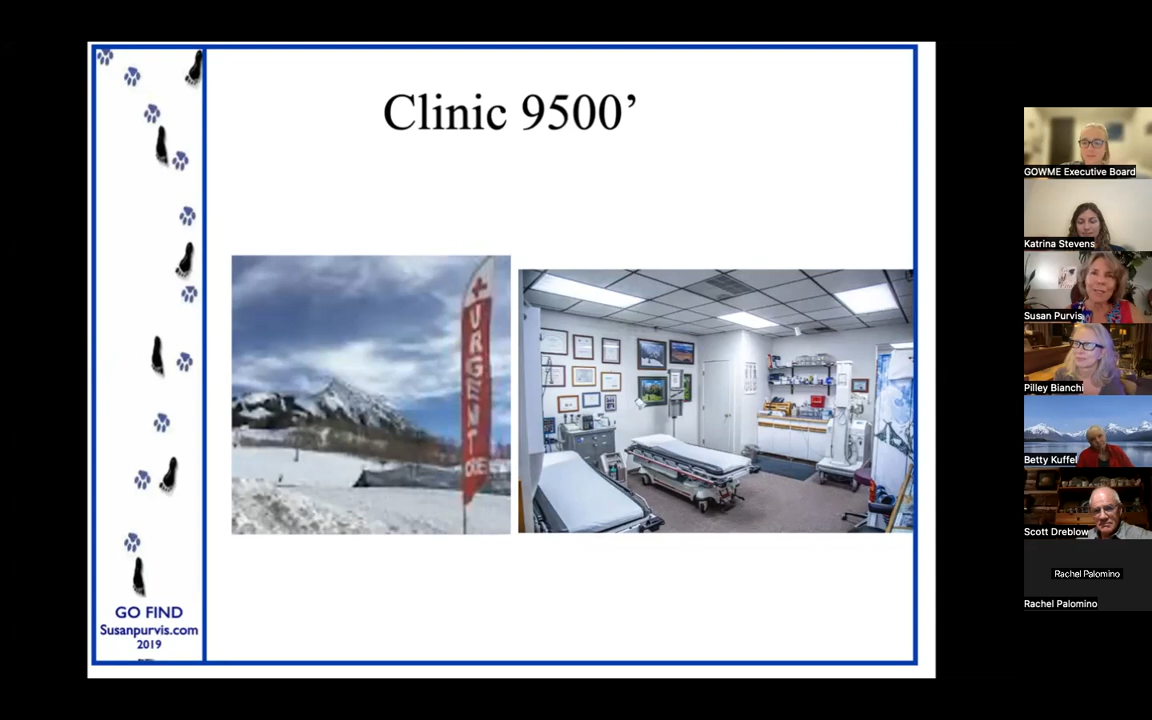 Clinic 9500’
+URGENT
GO FIND
Susanpurvis.com
2019
GOWME Executive Board
Katrina Stevens
Susan Purvis
Pilley Bianchi
Betty Kuffel
Scott Dreblow
Rachel Palomino
Rachel Palomino